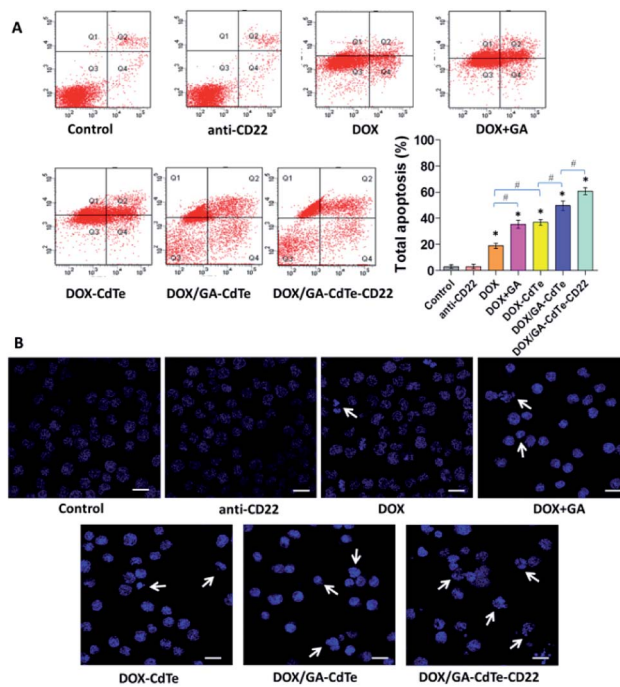 A
Q1 Q2
Q3 Q4
Control
Q1 Q2
Q3 Q4
anti-CD22
Q1 Q2
Q3 Q4
DOX
Q1 Q2
Q3 Q4
DOX+GA
Q1 Q2
Q3 Q4
DOX-CdTe
Q1 Q2
Q3 Q4
DOX/GA-CdTe
Q1 Q2
Q3 Q4
DOX/GA-CdTe-CD22
Total apoptosis (%)
100
80
60
40
20
0
* # * # * # * # *
Control
anti-CD22
DOX
DOX+GA
DOX-CdTe
DOX/GA-CdTe
DOX/GA-CdTe-CD22
B
Control
anti-CD22
DOX
DOX+GA
DOX-CdTe
DOX/GA-CdTe
DOX/GA-CdTe-CD22